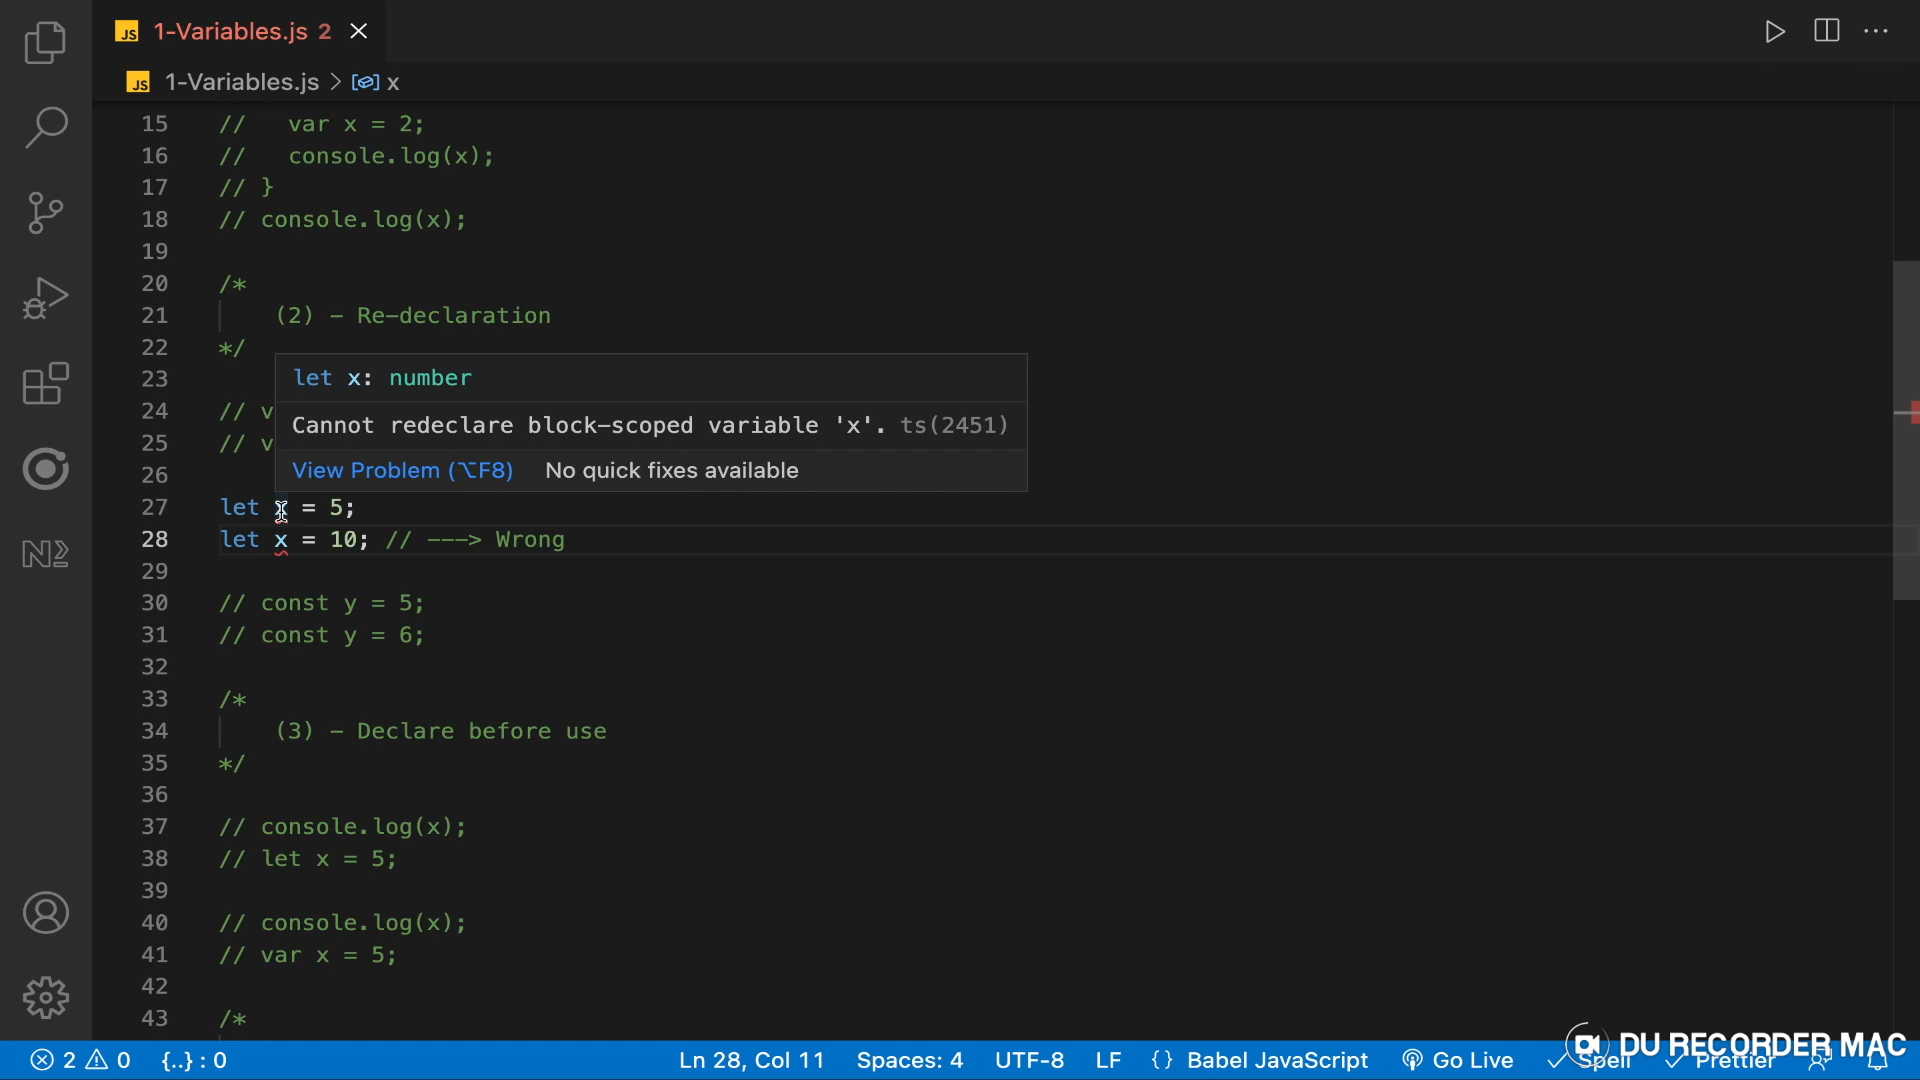 JS 1-Variables.js 2
JS 1-Variables.js > x
15 // var x = 2;
16 // console.log(x);
17 // }
18 // console.log(x);
19
20 /*
21 (2) - Re-declaration
22 */
23
let x: number
24 // v
Cannot redeclare block-scoped variable 'x'. ts(2451)
25 // v
View Problem (⌥F8) No quick fixes available
26
27 let x = 5;
28 let x = 10; // ---> Wrong
29
30 // const y = 5;
31 // const y = 6;
32
33 /*
34 (3) - Declare before use
35 */
36
37 // console.log(x);
38 // let x = 5;
39
40 // console.log(x);
41 // var x = 5;
42
43 /*
DU RECORDER MAC
2 0 {..} : 0 Ln 28, Col 11 Spaces: 4 UTF-8 LF {} Babel JavaScript Go Live Spell Prettier